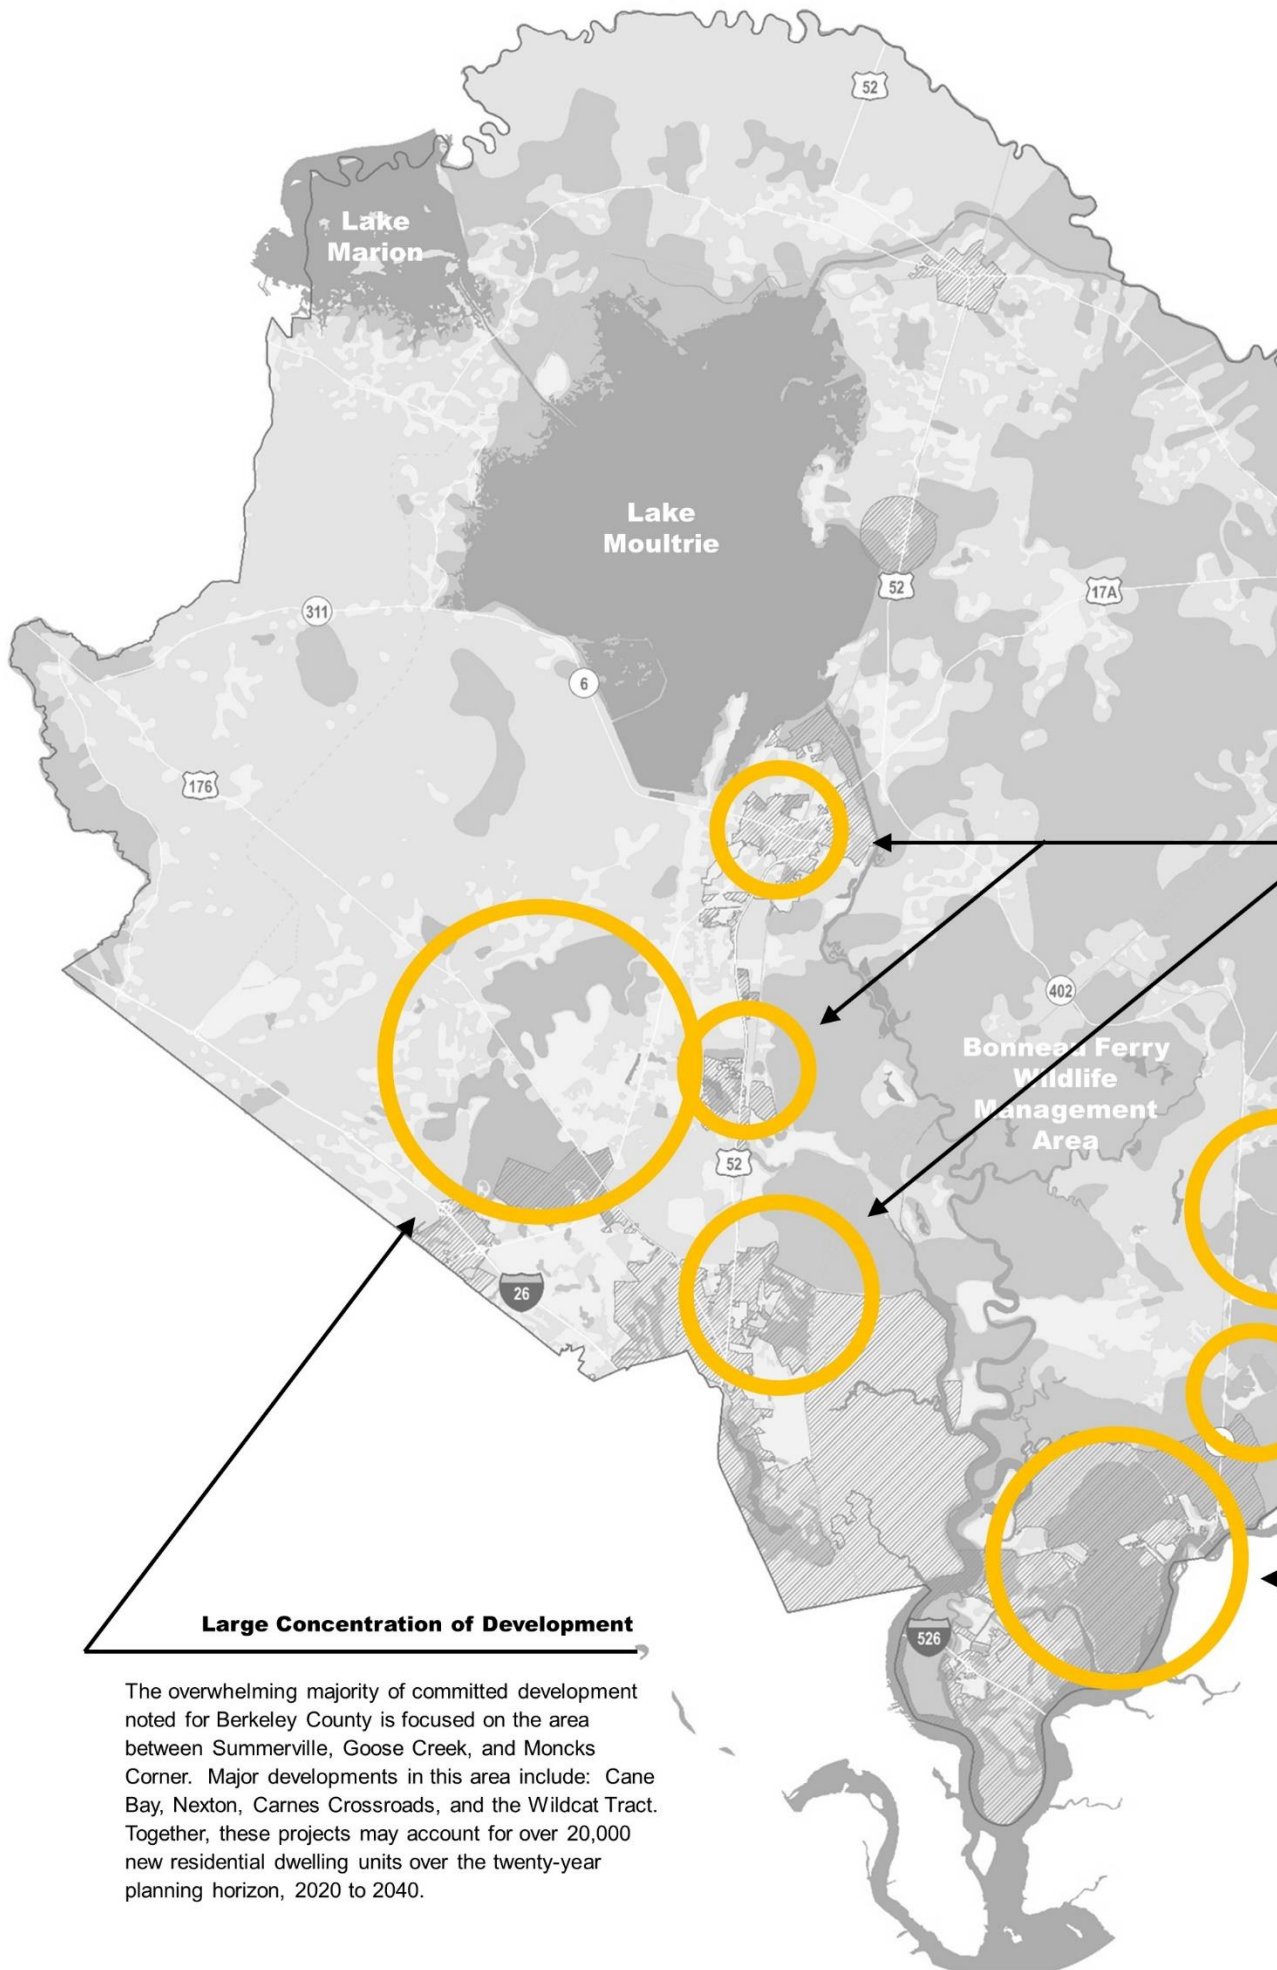 52
Lake
Marion
Lake
Moultrie
52
17A
311
6
176
402
Bonneau Ferry
Wildlife
Management
Area
52
26
526
Large Concentration of Development
The overwhelming majority of committed development
noted for Berkeley County is focused on the area
between Summerville, Goose Creek, and Moncks
Corner. Major developments in this area include: Cane
Bay, Nexton, Carnes Crossroads, and the Wildcat Tract.
Together, these projects may account for over 20,000
new residential dwelling units over the twenty-year
planning horizon, 2020 to 2040.